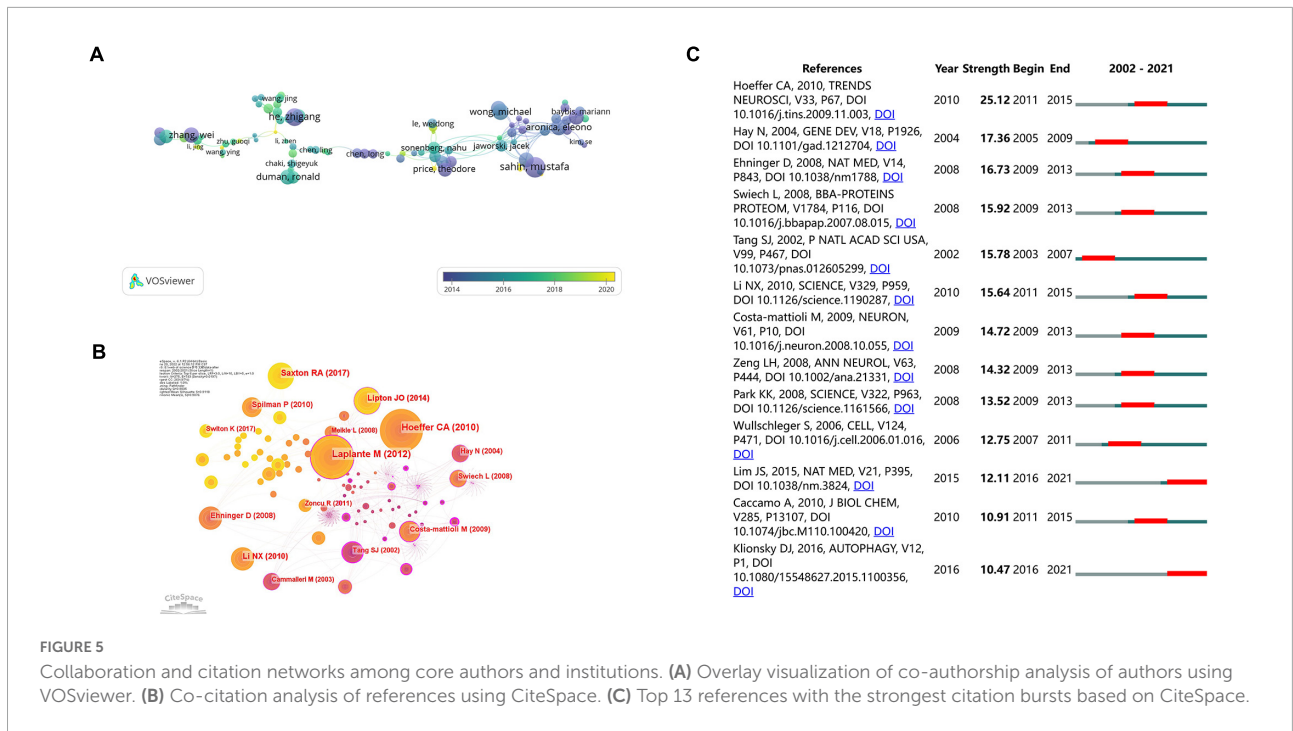 A
wang, jing
he, zhigang
zhang, wei
zhu, guoqi
li, jing
wang, ying
li, zhen
chen, ling
chaki, shigeyuk
duman, ronald
chen, tong
le, weidong
wong, michael
baybis, mariann
aronica, eleono
sonenberg, nahu
jaworski, jacek
kim, se
price, theodore
sahin, mustafa
VOSviewer
2014 2016 2018 2020
B
Saxton RA (2017)
Lipton JO (2014)
Spilman P (2010)
Hoeffer CA (2010)
Switon K (2017)
Meikle L (2008)
Laplante M (2012)
Hay N (2004)
Swiech L (2008)
Zoncu R (2011)
Ehninger D (2008)
Costa-mattioli M (2009)
Tang SJ (2002)
Li NX (2010)
Cammalleri M (2003)
CiteSpace
C
References Year Strength Begin End 2002 - 2021
Hoeffer CA, 2010, TRENDS
NEUROSCI, V33, P67, DOI 2010 25.12 2011 2015
10.1016/j.tins.2009.11.003, DOI
Hay N, 2004, GENE DEV, V18, P1926, 2004 17.36 2005 2009
DOI 10.1101/gad.1212704, DOI
Ehninger D, 2008, NAT MED, V14, 2008 16.73 2009 2013
P843, DOI 10.1038/nm1788, DOI
Swiech L, 2008, BBA-PROTEINS
PROTEOM, V1784, P116, DOI 2008 15.92 2009 2013
10.1016/j.bbapap.2007.08.015, DOI
Tang SJ, 2002, P NATL ACAD SCI USA,
V99, P467, DOI 2002 15.78 2003 2007
10.1073/pnas.012605299, DOI
Li NX, 2010, SCIENCE, V329, P959, 2010 15.64 2011 2015
DOI 10.1126/science.1190287, DOI
Costa-mattioli M, 2009, NEURON,
V61, P10, DOI 2009 14.72 2009 2013
10.1016/j.neuron.2008.10.055, DOI
Zeng LH, 2008, ANN NEUROL, V63, 2008 14.32 2009 2013
P444, DOI 10.1002/ana.21331, DOI
Park KK, 2008, SCIENCE, V322, P963, 2008 13.52 2009 2013
DOI 10.1126/science.1161566, DOI
Wullschleger S, 2006, CELL, V124,
P471, DOI 10.1016/j.cell.2006.01.016, 2006 12.75 2007 2011
DOI
Lim JS, 2015, NAT MED, V21, P395, 2015 12.11 2016 2021
DOI 10.1038/nm.3824, DOI
Caccamo A, 2010, J BIOL CHEM,
V285, P13107, DOI 2010 10.91 2011 2015
10.1074/jbc.M110.100420, DOI
Klionsky DJ, 2016, AUTOPHAGY, V12,
P1, DOI
10.1080/15548627.2015.1100356, 2016 10.47 2016 2021
DOI
FIGURE 5
Collaboration and citation networks among core authors and institutions. (A) Overlay visualization of co-authorship analysis of authors using
VOSviewer. (B) Co-citation analysis of references using CiteSpace. (C) Top 13 references with the strongest citation bursts based on CiteSpace.